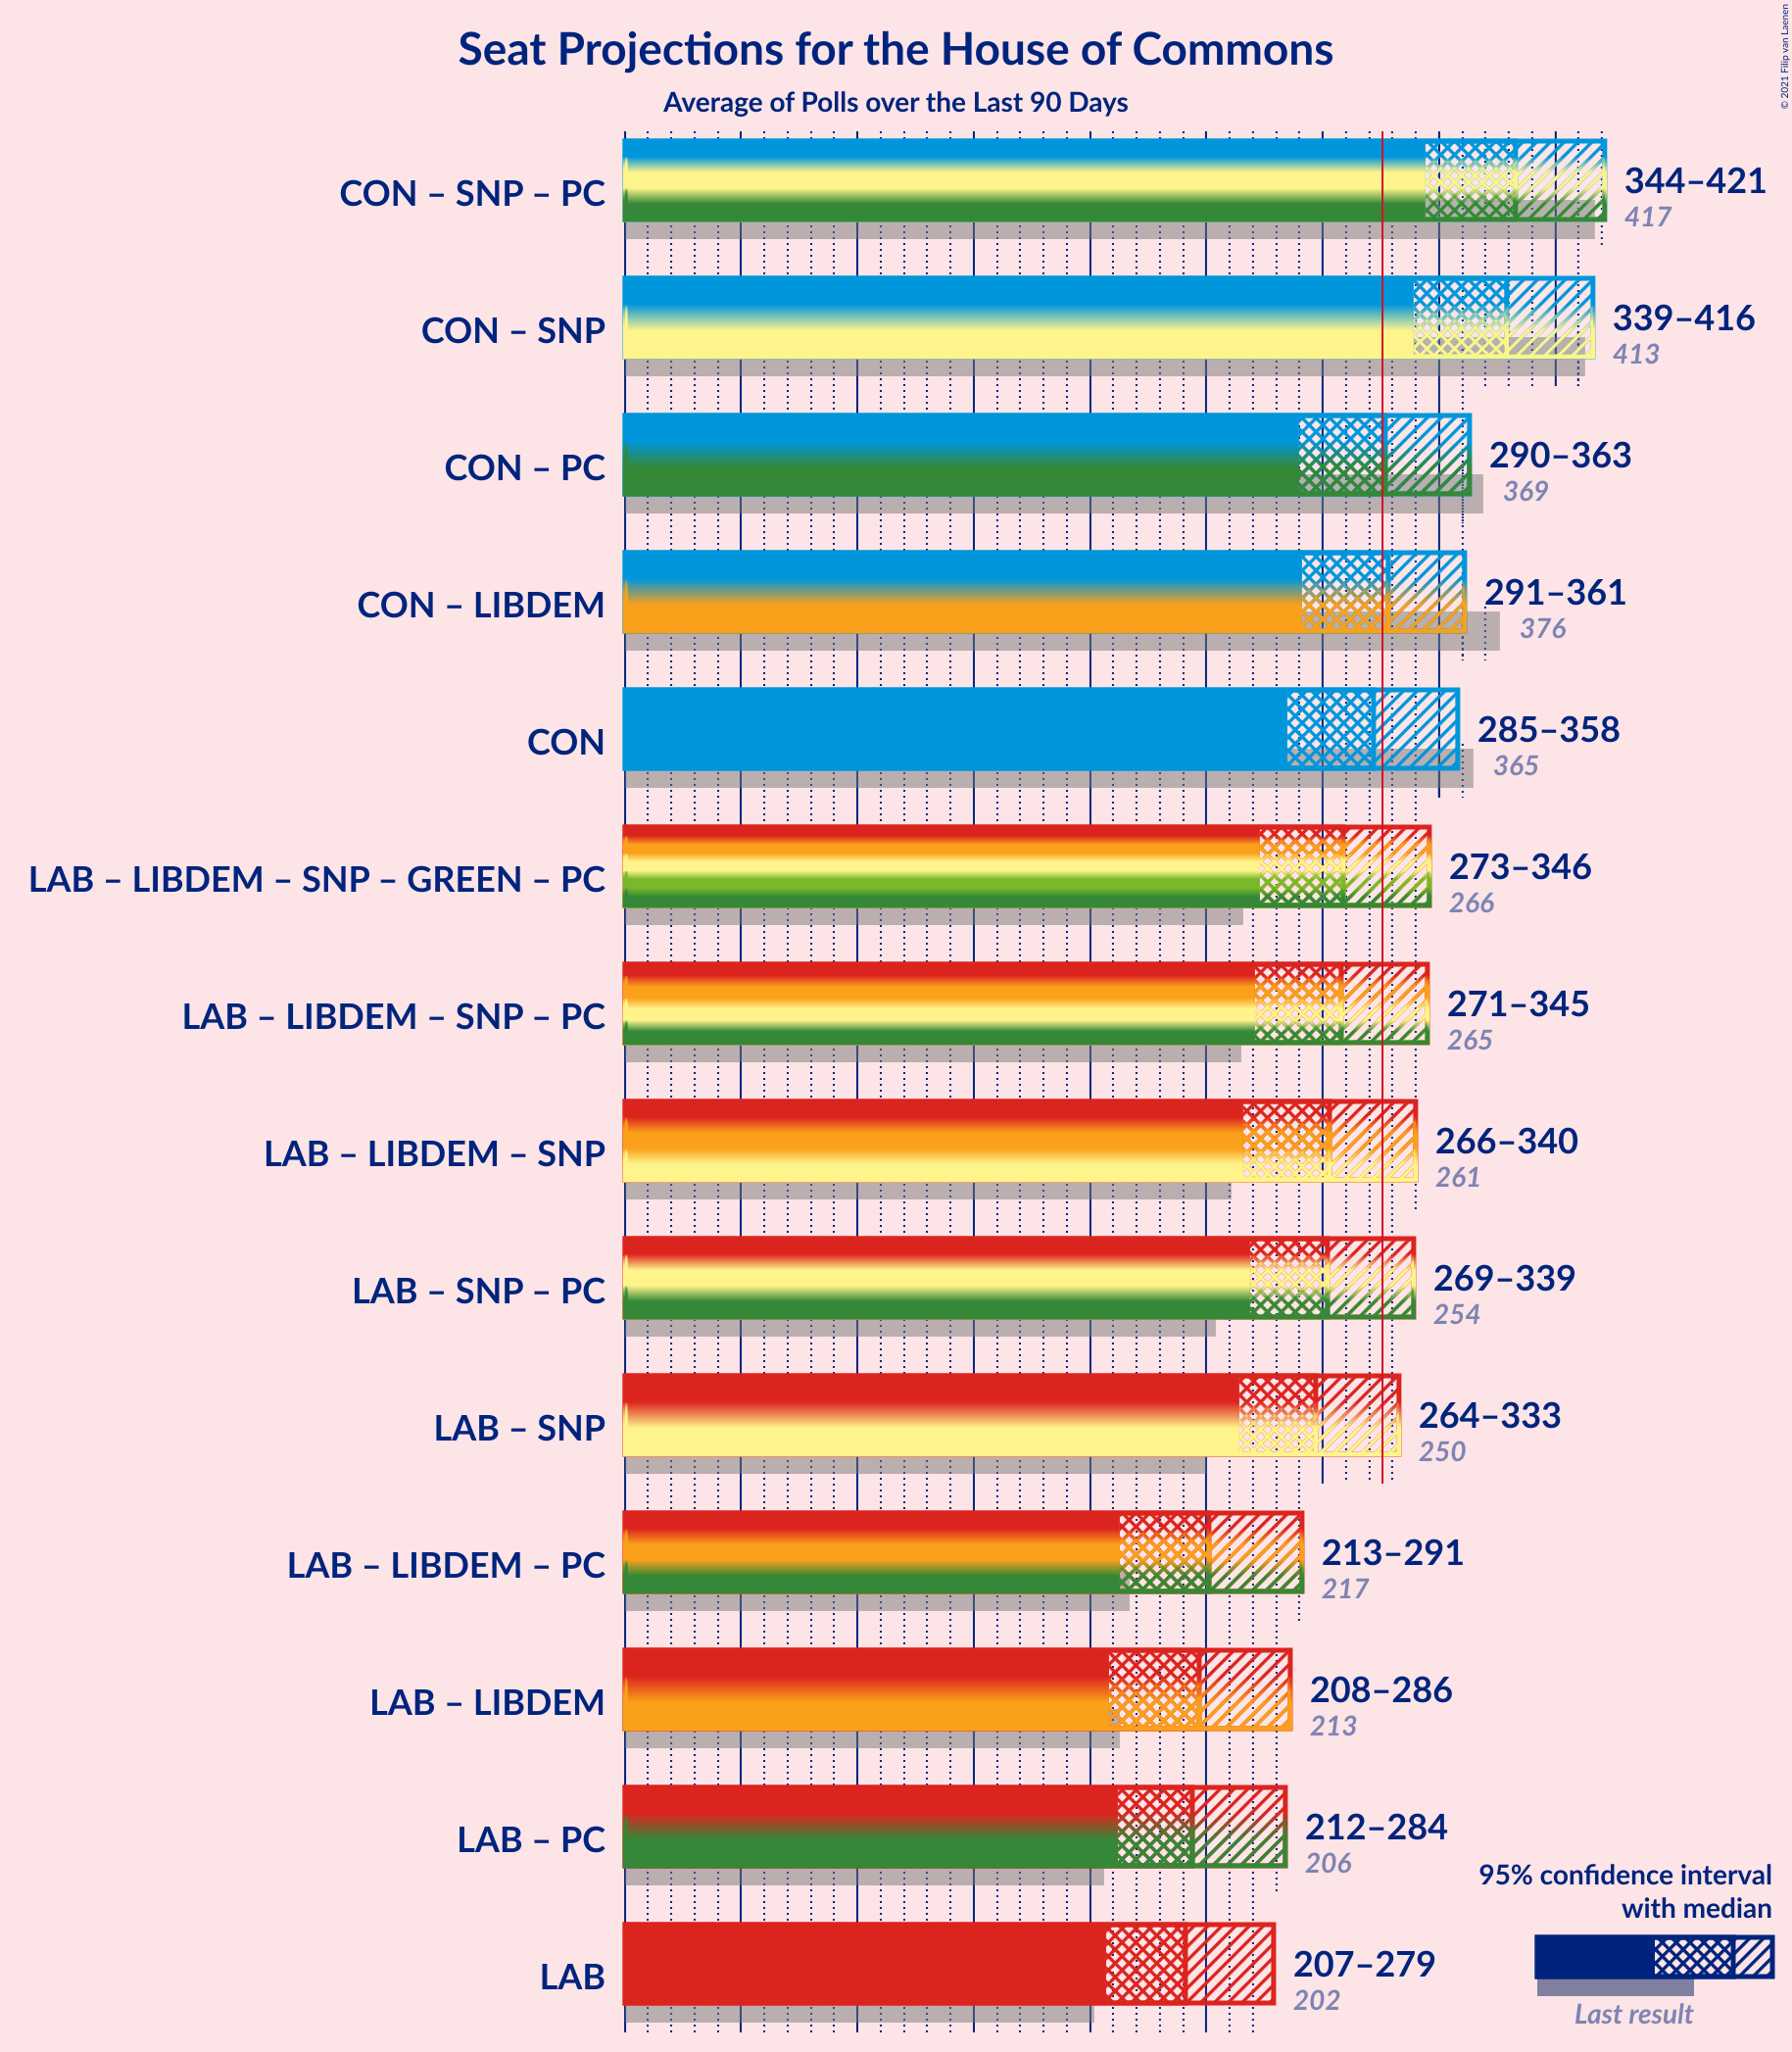 Seat Projections for the House of Commons
Average of Polls over the Last 90 Days
© 2021 Filip van Laenen
CON – SNP – PC
344–421
417
CON – SNP
339–416
413
CON – PC
290–363
369
CON – LIBDEM
291–361
376
CON
285–358
365
LAB – LIBDEM – SNP – GREEN – PC
273–346
266
LAB – LIBDEM – SNP – PC
271–345
265
LAB – LIBDEM – SNP
266–340
261
LAB – SNP – PC
269–339
254
LAB – SNP
264–333
250
LAB – LIBDEM – PC
213–291
217
LAB – LIBDEM
208–286
213
LAB – PC
212–284
206
LAB
207–279
202
95% confidence interval
with median
Last result